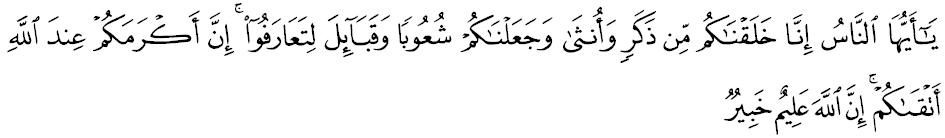 يَـٰٓأَيُّهَا ٱلنَّاسُ إِنَّا خَلَقۡنَـٰكُم مِّن ذَكَرٖ وَأُنثَىٰ وَجَعَلۡنَـٰكُمۡ شُعُوبٗا وَقَبَآئِلَ لِتَعَارَفُوٓاْۚ إِنَّ أَكۡرَمَكُمۡ عِندَ ٱللَّهِ
أَتۡقَىٰكُمۡۚ إِنَّ ٱللَّهَ عَلِيمٌ خَبِيرٞ